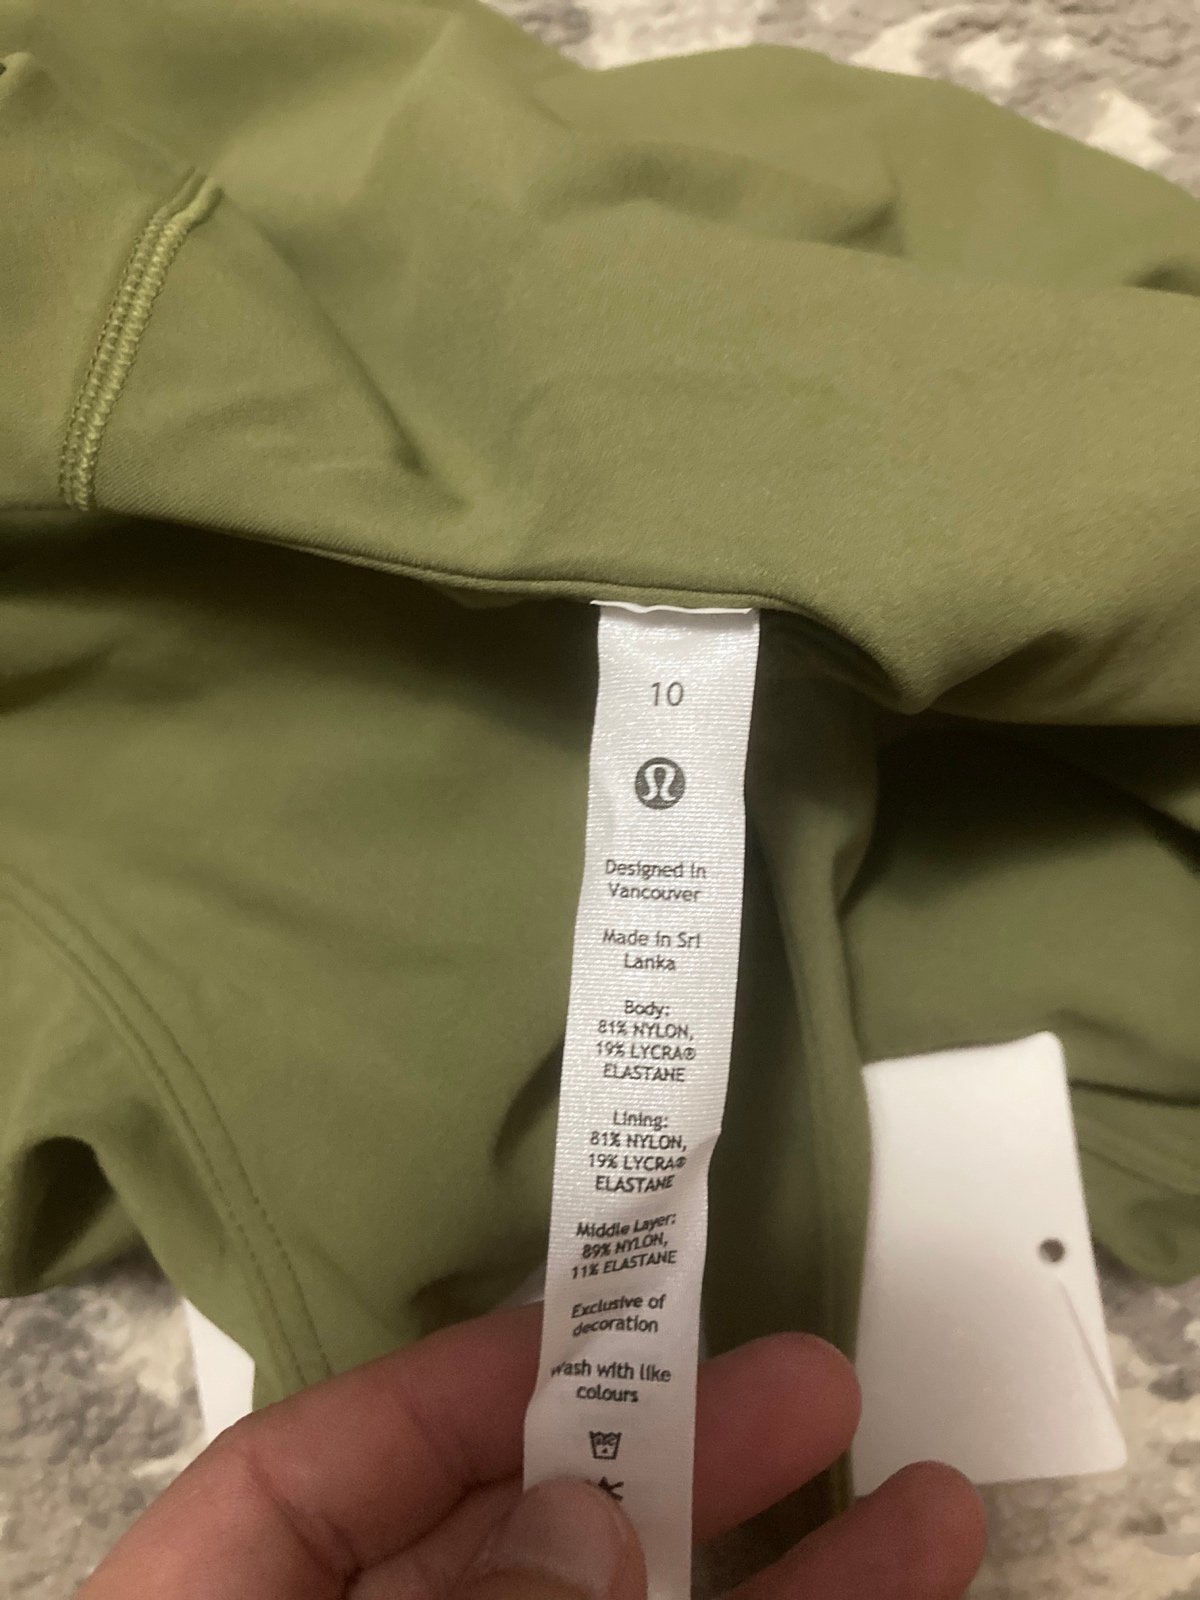 10
Designed in
Vancouver
Made in Sri
Lanka
Body:
81% NYLON,
19% LYCRA®
ELASTANE
Lining:
81% NYLON,
19% LYCRA®
ELASTANE
Middle Layer:
89% NYLON,
11% ELASTANE
Exclusive of
decoration
wash with like
colours